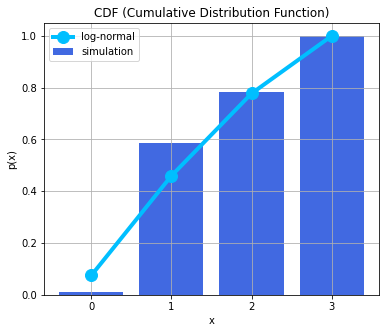 CDF (Cumulative Distribution Function)
log-normal
simulation
p(x)
1.0
0.8
0.6
0.4
0.2
0.0
0 1 2 3
x